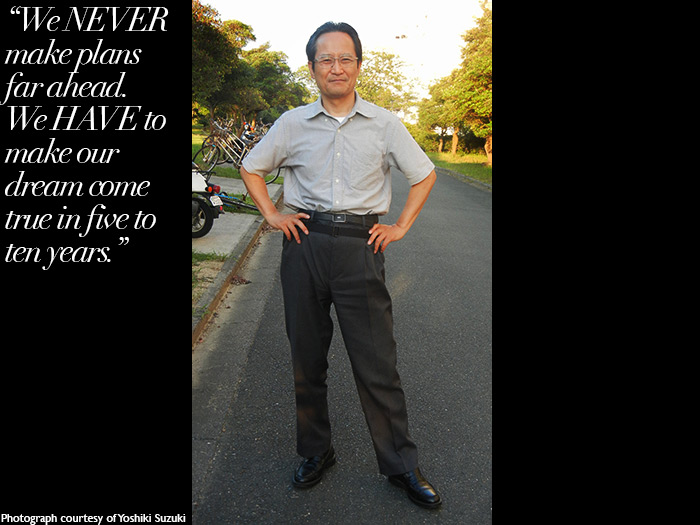 “We NEVER
make plans
far ahead.
We HAVE to
make our
dream come
true in five to
ten years.”
Photograph courtesy of Yoshiki Suzuki